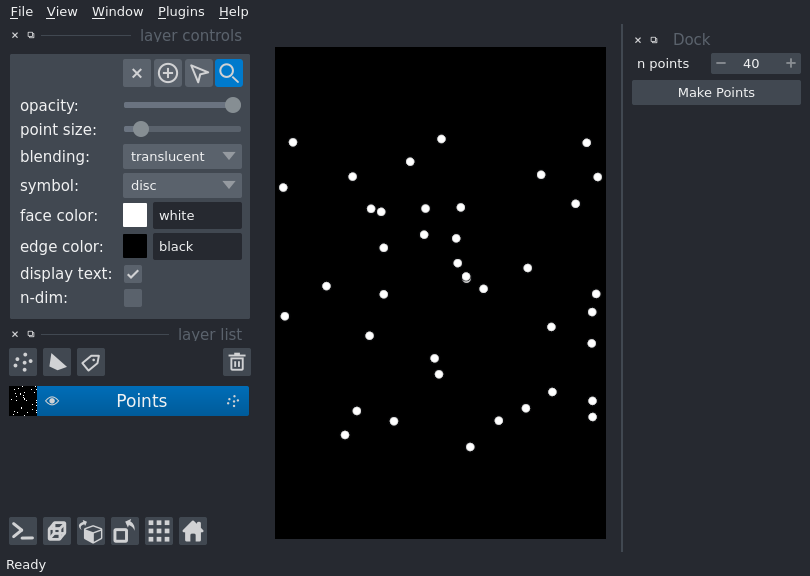 File View Window Plugins Help
layer controls
opacity:
point size:
blending: translucent
symbol: disc
face color: white
edge color: black
display text:
n-dim:
layer list
Points
Ready
Dock
n points 40
Make Points